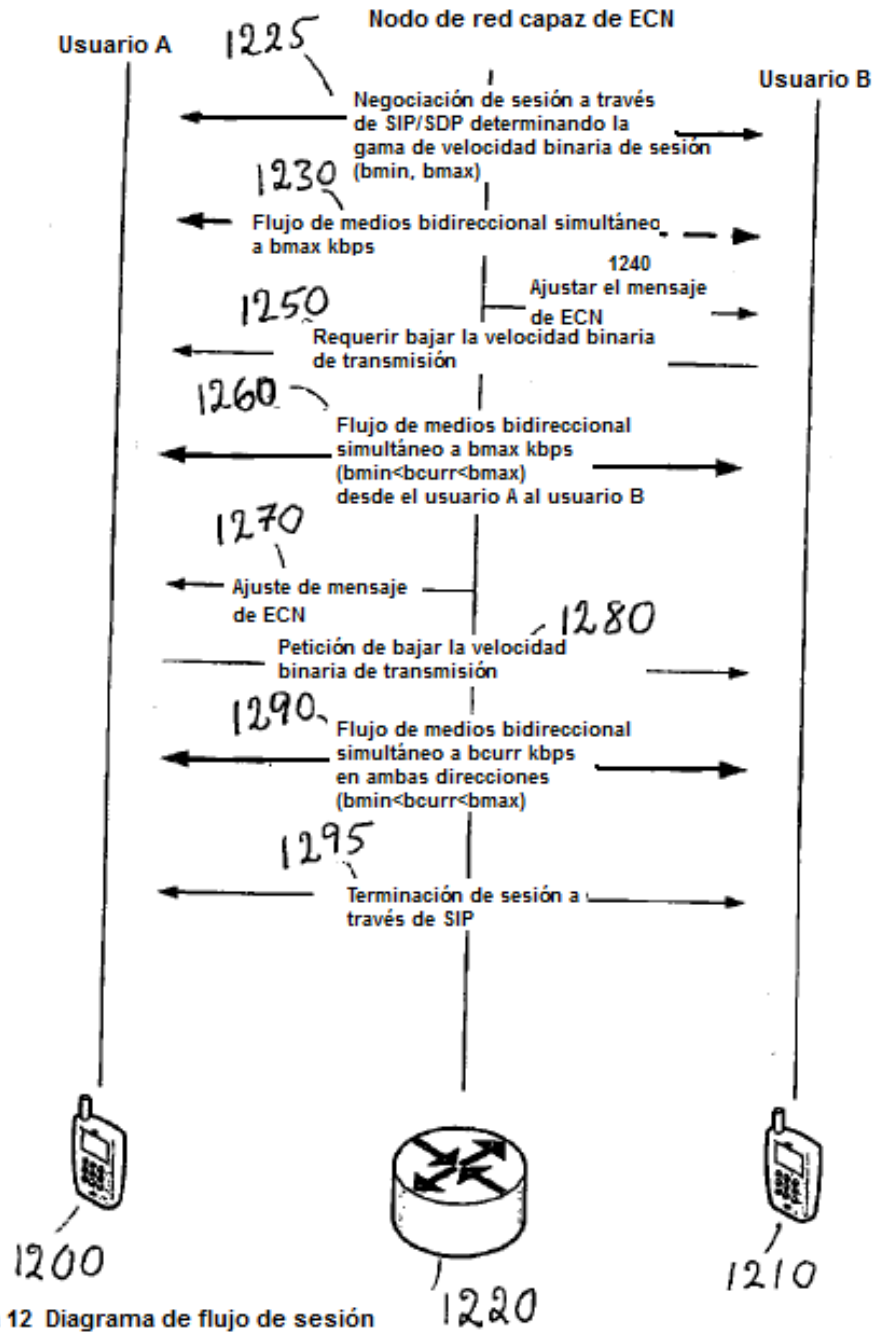 Nodo de red capaz de ECN
Usuario A
1225
Usuario B
Negociación de sesión a través
de SIP/SDP determinando la
gama de velocidad binaria de sesión
(bmin, bmax)
1230
Flujo de medios bidireccional simultáneo
a bmax kbps
1240
Ajustar el mensaje
de ECN
1250
Requerir bajar la velocidad binaria
de transmisión
1260
Flujo de medios bidireccional
simultáneo a bmax kbps
(bmin<bcurr<bmax)
desde el usuario A al usuario B
1270
Ajuste de mensaje
de ECN
1280
Petición de bajar la velocidad
binaria de transmisión
1290
Flujo de medios bidireccional
simultáneo a bcurr kbps
en ambas direcciones
(bmin<bcurr<bmax)
1295
Terminación de sesión a
través de SIP
1200
1220
1210
12 Diagrama de flujo de sesión